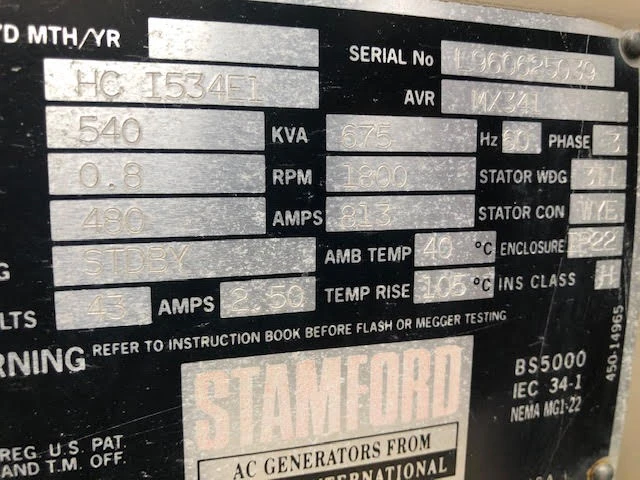 'D MTH/YR SERIAL No L960625639
HC I534E1 AVR MX341
540 KVA 675 Hz 60 PHASE 3
0.8 RPM 1800 STATOR WDG 311
480 AMPS 813 STATOR CON WYE
STDBY AMB TEMP 40 °C ENCLOSURE IP22
G
LTS 43 AMPS 2.50 TEMP RISE 105 °C INS CLASS H
RNING REFER TO INSTRUCTION BOOK BEFORE FLASH OR MEGGER TESTING
STAMFORD
AC GENERATORS FROM
INTERNATIONAL
BS5000
IEC 34-1
NEMA MG1-22
450-14965
REG. U.S. PAT.
AND T.M. OFF.